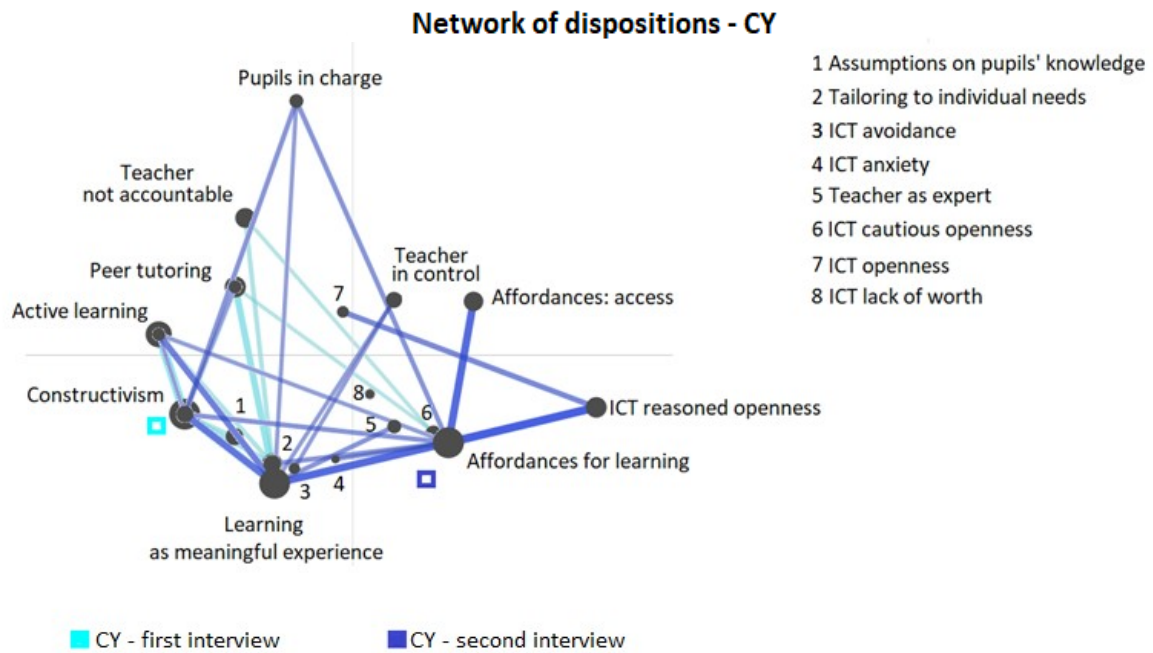 Network of dispositions - CY
Pupils in charge
Teacher
not accountable
Peer tutoring
Active learning
Constructivism
Teacher
in control
Affordances: access
ICT reasoned openness
Affordances for learning
Learning
as meaningful experience
7
8
1
5
6
2
3
4
1 Assumptions on pupils' knowledge
2 Tailoring to individual needs
3 ICT avoidance
4 ICT anxiety
5 Teacher as expert
6 ICT cautious openness
7 ICT openness
8 ICT lack of worth
CY - first interview
CY - second interview